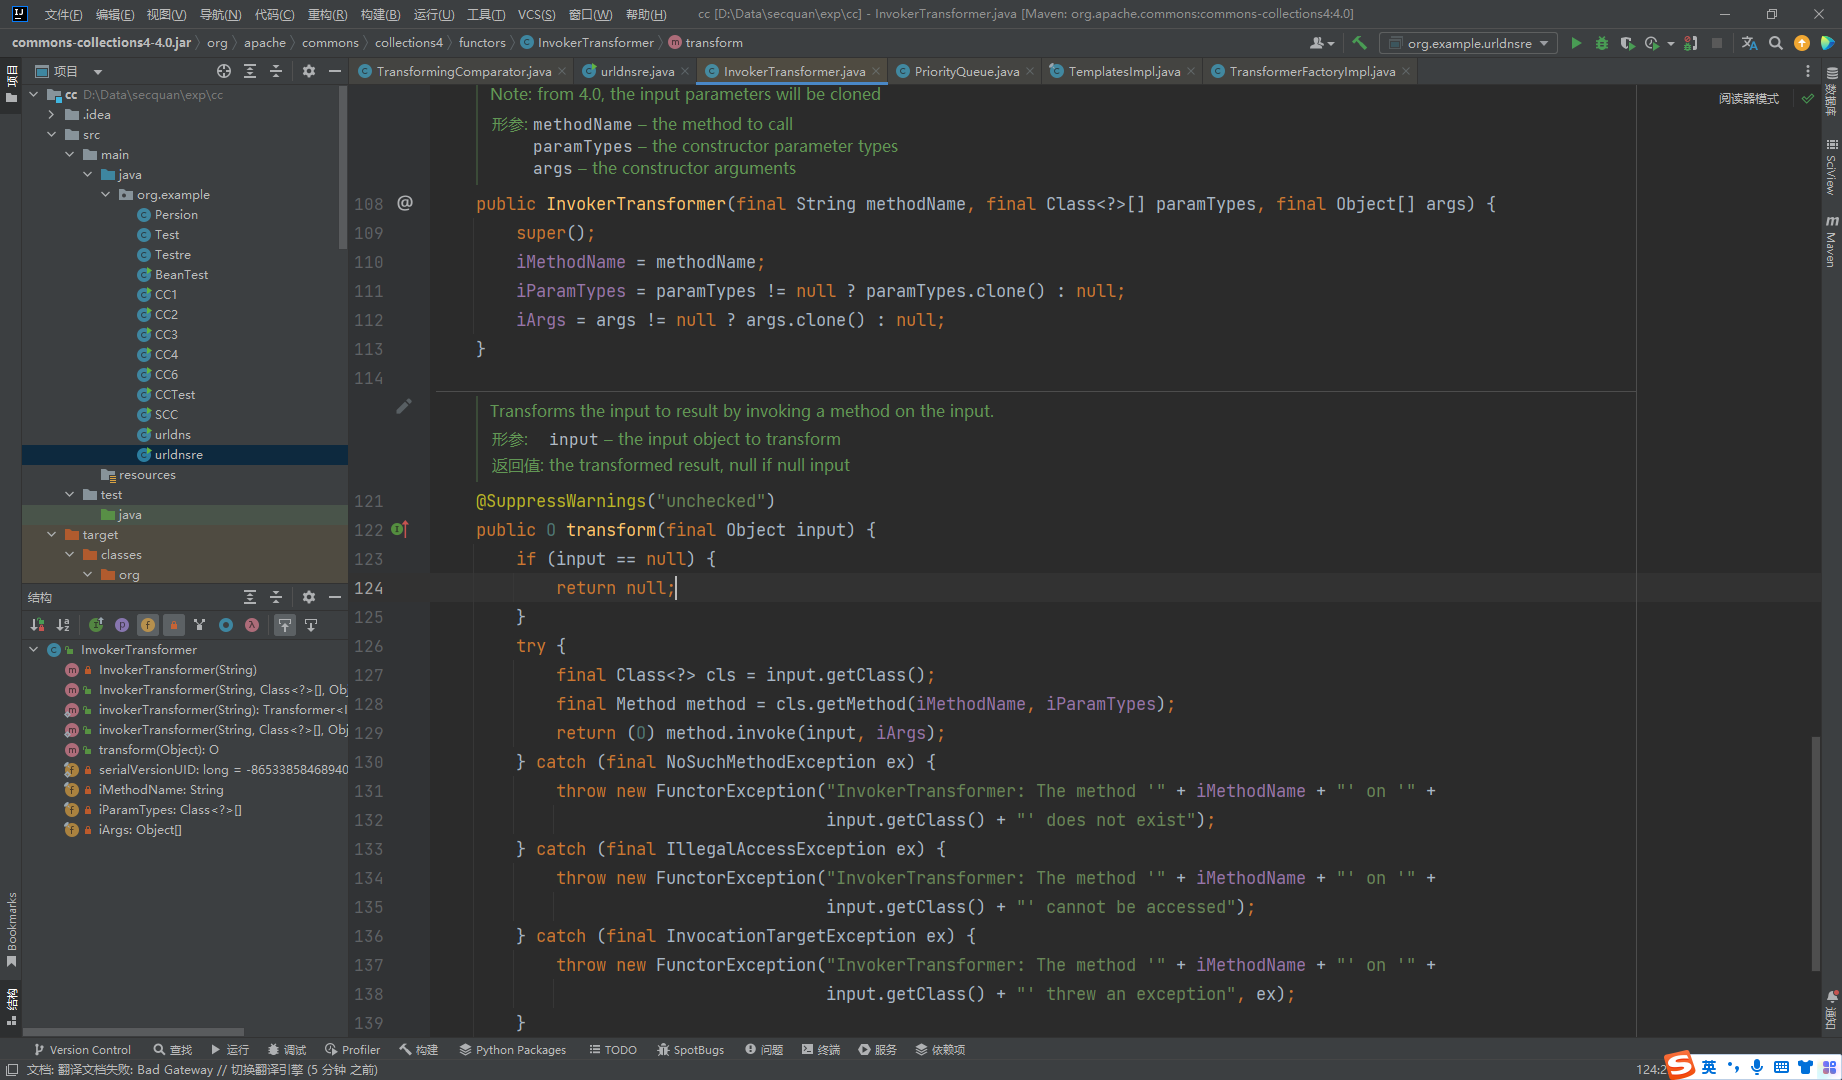 文件(F) 编辑(E) 视图(V) 导航(N) 代码(C) 重构(R) 构建(B) 运行(U) 工具(T) VCS(S) 窗口(W) 帮助(H) cc [D:\Data\secquan\exp\cc] - InvokerTransformer.java [Maven: org.apache.commons:commons-collections4:4.0]
commons-collections4-4.0.jar org apache commons collections4 functors InvokerTransformer transform org.example.urldnsre
项目
TransformingComparator.java urldnsre.java InvokerTransformer.java PriorityQueue.java TemplatesImpl.java TransformerFactoryImpl.java
cc D:\Data\secquan\exp\cc
.idea
src
main
java
org.example
Persion
Test
Testre
BeanTest
CC1
CC2
CC3
CC4
CC6
CCTest
SCC
urldns
urldnsre
resources
test
java
target
classes
org
结构
InvokerTransformer
InvokerTransformer(String)
InvokerTransformer(String, Class<?>[], Obj
invokerTransformer(String): Transformer<I
invokerTransformer(String, Class<?>[], Obj
transform(Object): O
serialVersionUID: long = -86533858468940
iMethodName: String
iParamTypes: Class<?>[]
iArgs: Object[]
项目
Bookmarks
结构
Note: from 4.0, the input parameters will be cloned
形参: methodName – the method to call
paramTypes – the constructor parameter types
args – the constructor arguments
108 @ public InvokerTransformer(final String methodName, final Class<?>[] paramTypes, final Object[] args) {
109 super();
110 iMethodName = methodName;
111 iParamTypes = paramTypes != null ? paramTypes.clone() : null;
112 iArgs = args != null ? args.clone() : null;
113 }
114
Transforms the input to result by invoking a method on the input.
形参: input – the input object to transform
返回值: the transformed result, null if null input
121 @SuppressWarnings("unchecked")
122 public O transform(final Object input) {
123 if (input == null) {
124 return null;
125 }
126 try {
127 final Class<?> cls = input.getClass();
128 final Method method = cls.getMethod(iMethodName, iParamTypes);
129 return (O) method.invoke(input, iArgs);
130 } catch (final NoSuchMethodException ex) {
131 throw new FunctorException("InvokerTransformer: The method '" + iMethodName + "' on '" +
132 input.getClass() + "' does not exist");
133 } catch (final IllegalAccessException ex) {
134 throw new FunctorException("InvokerTransformer: The method '" + iMethodName + "' on '" +
135 input.getClass() + "' cannot be accessed");
136 } catch (final InvocationTargetException ex) {
137 throw new FunctorException("InvokerTransformer: The method '" + iMethodName + "' on '" +
138 input.getClass() + "' threw an exception", ex);
139 }
阅读器模式
数据库
SciView
Maven
通知
Version Control 查找 运行 调试 Profiler 构建 Python Packages TODO SpotBugs 问题 终端 服务 依赖项
文档: 翻译文档失败: Bad Gateway // 切换翻译引擎 (5 分钟 之前) 124:2
英